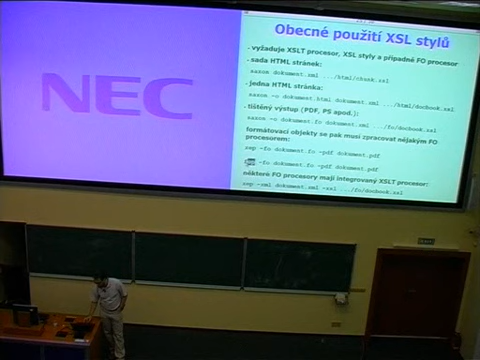 NEC
Obecné použití XSL stylů
- vyžaduje XSLT procesor, XSL styly a případně FO procesor
- sada HTML stránek:
saxon dokument.xml .../html/chunk.xsl
- jedna HTML stránka:
saxon -o dokument.html dokument.xml .../html/docbook.xsl
- tištěný výstup (PDF, PS apod.):
saxon -o dokument.fo dokument.xml .../fo/docbook.xsl
formátovací objekty se pak musí zpracovat nějakým FO
procesorem:
xep -fo dokument.fo -pdf dokument.pdf
-fo dokument.fo -pdf dokument.pdf
některé FO procesory mají integrovaný XSLT procesor:
xep -xml dokument.xml -xsl .../fo/docbook.xsl